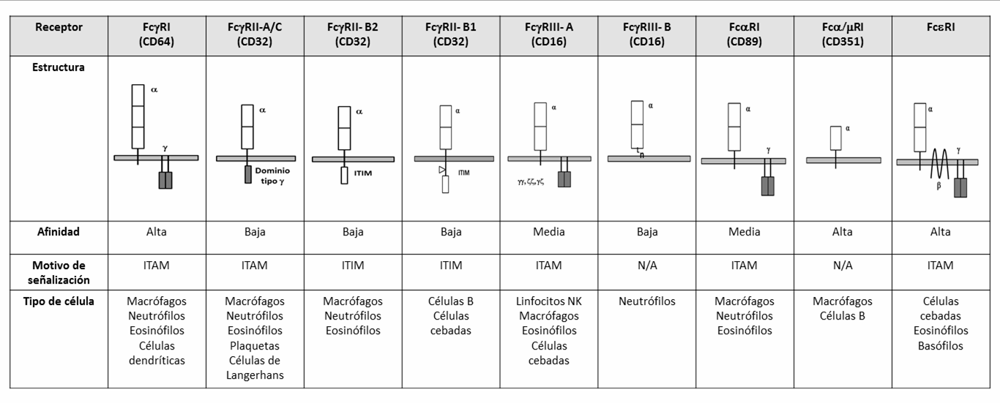 Receptor
FcγRI
(CD64)
FcγRII-A/C
(CD32)
FcγRII- B2
(CD32)
FcγRII- B1
(CD32)
FcγRIII- A
(CD16)
FcγRIII- B
(CD16)
FcαRI
(CD89)
Fcα/μRI
(CD351)
FcεRI
Estructura
α
γ
α
Dominio
tipo γ
α
ITIM
α
ITIM
α
γγ,ζζ,γζ
α
α
γ
α
α
γ
β
Afinidad
Alta
Baja
Baja
Baja
Media
Baja
Media
Alta
Alta
Motivo de
señalización
ITAM
ITAM
ITIM
ITIM
ITAM
N/A
ITAM
N/A
ITAM
Tipo de célula
Macrófagos
Neutrófilos
Eosinófilos
Células
dendríticas
Macrófagos
Neutrófilos
Eosinófilos
Plaquetas
Células de
Langerhans
Macrófagos
Neutrófilos
Eosinófilos
Células B
Células
cebadas
Linfocitos NK
Macrófagos
Eosinófilos
Células
cebadas
Neutrófilos
Macrófagos
Neutrófilos
Eosinófilos
Macrófagos
Células B
Células
cebadas
Eosinófilos
Basófilos